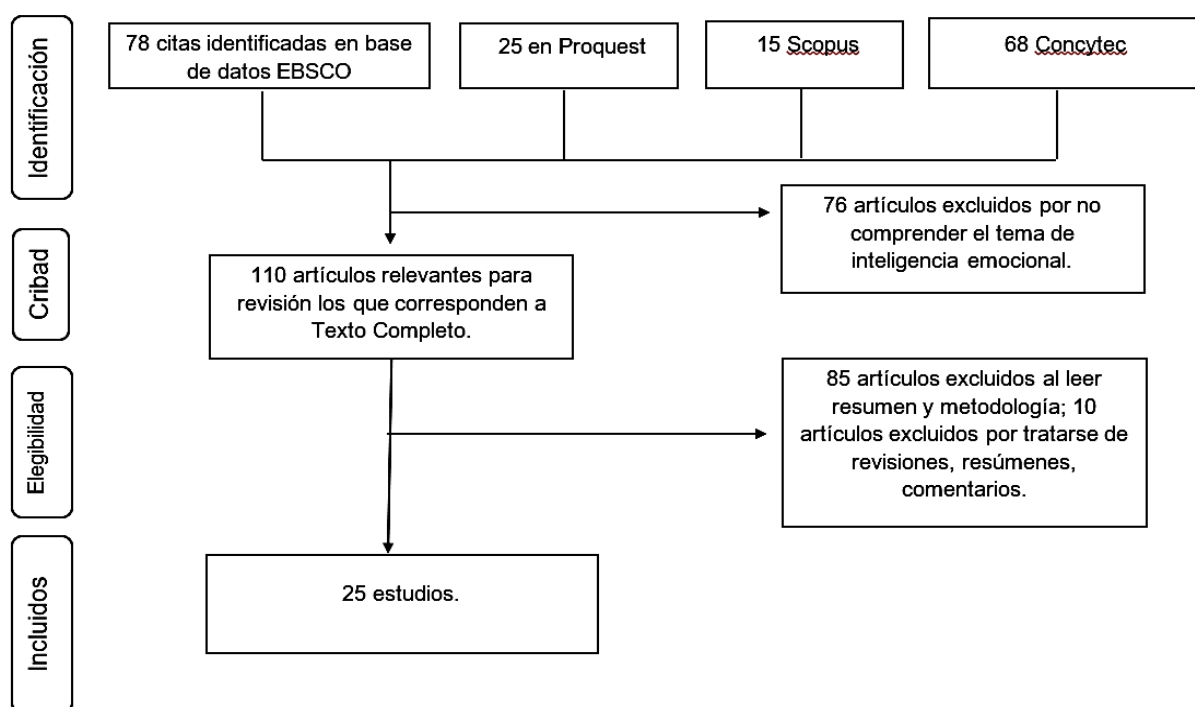 Identificación
78 citas identificadas en base
de datos EBSCO
25 en Proquest
15 Scopus
68 Concytec
76 artículos excluidos por no
comprender el tema de
inteligencia emocional.
Cribad
110 artículos relevantes para
revisión los que corresponden a
Texto Completo.
Elegibilidad
85 artículos excluidos al leer
resumen y metodología; 10
artículos excluidos por tratarse de
revisiones, resúmenes,
comentarios.
Incluidos
25 estudios.